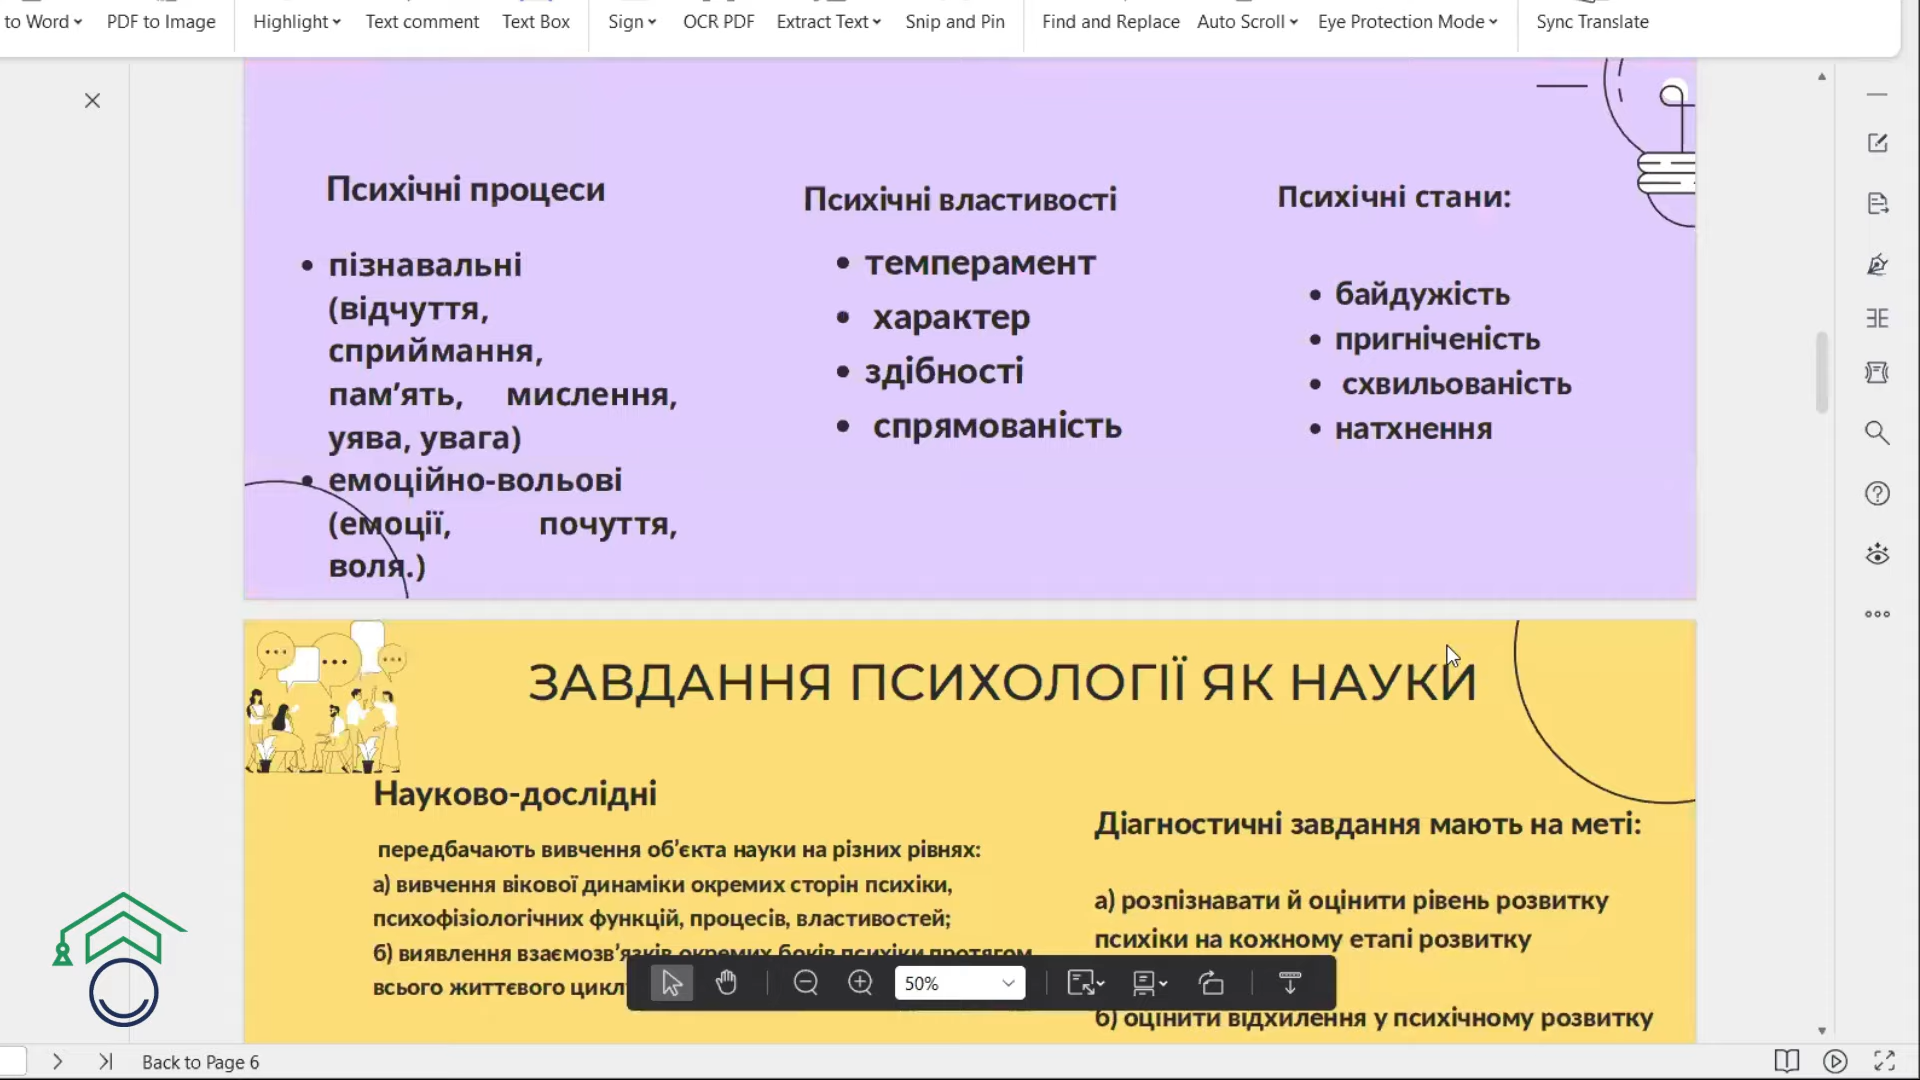 to Word
PDF to Image
Highlight
Text comment
Text Box
Sign
OCR PDF
Extract Text
Snip and Pin
Find and Replace
Auto Scroll
Eye Protection Mode
Sync Translate
Психічні процеси
• пізнавальні
(відчуття,
сприймання,
пам’ять, мислення,
уява, увага)
• емоційно-вольові
(емоції, почуття,
воля.)
Психічні властивості
• темперамент
• характер
• здібності
• спрямованість
Психічні стани:
• байдужість
• пригніченість
• схвильованість
• натхнення
ЗАВДАННЯ ПСИХОЛОГІЇ ЯК НАУКИ
Науково-дослідні
передбачають вивчення об’єкта науки на різних рівнях:
а) вивчення вікової динаміки окремих сторін психіки,
психофізіологічних функцій, процесів, властивостей;
б) виявлення взаємозв’язків окремих боків психіки протягом
всього життєвого
Діагностичні завдання мають на меті:
а) розпізнавати й оцінити рівень розвитку
психіки на кожному етапі розвитку
б) оцінити відхилення у психічному розвитку
50%
Back to Page 6